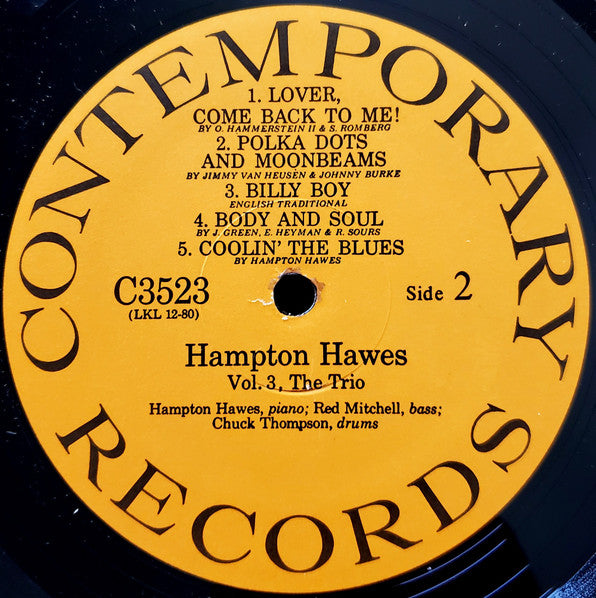 CONTEMPORARY
1. LOVER,
COME BACK TO ME!
BY O. HAMMERSTEIN II & S. ROMBERG
2. POLKA DOTS
AND MOONBEAMS
BY JIMMY VAN HEUSEN & JOHNNY BURKE
3. BILLY BOY
ENGLISH TRADITIONAL
4. BODY AND SOUL
BY J. GREEN, E. HEYMAN & R. SOURS
5. COOLIN' THE BLUES
BY HAMPTON HAWES
C3523
(LKL 12-80)
Side 2
Hampton Hawes
Vol. 3, The Trio
Hampton Hawes, piano; Red Mitchell, bass;
Chuck Thompson, drums
RECORDS